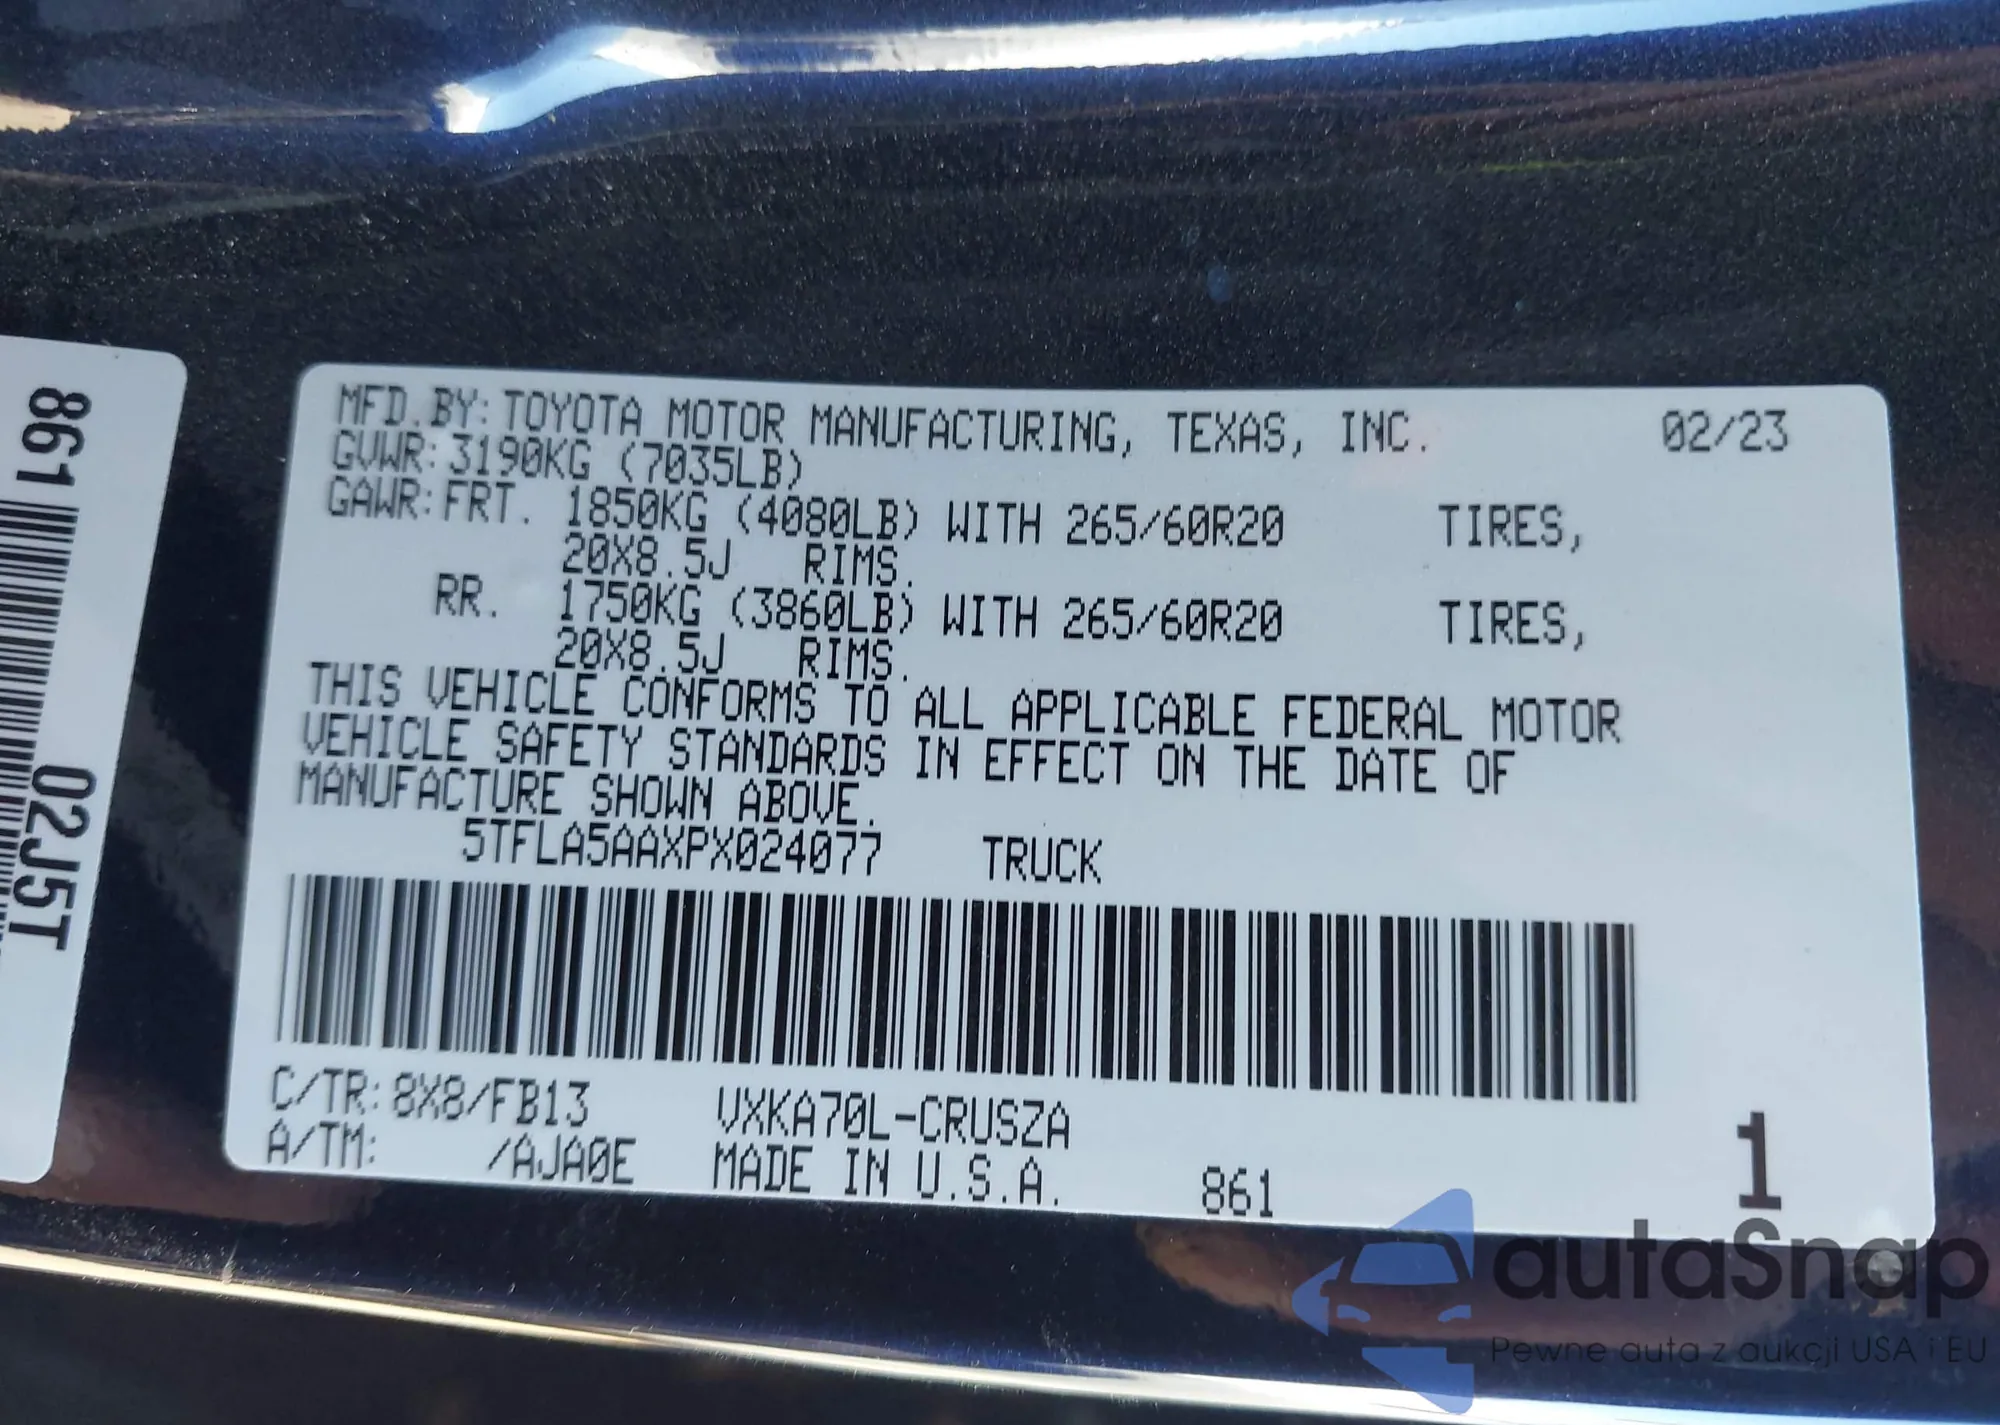 861
02J5T
MFD.BY: TOYOTA MOTOR MANUFACTURING, TEXAS, INC. 02/23
GVWR: 3190KG (7035LB)
GAWR: FRT. 1850KG (4080LB) WITH 265/60R20 TIRES,
20X8.5J RIMS.
RR. 1750KG (3860LB) WITH 265/60R20 TIRES,
20X8.5J RIMS.
THIS VEHICLE CONFORMS TO ALL APPLICABLE FEDERAL MOTOR
VEHICLE SAFETY STANDARDS IN EFFECT ON THE DATE OF
MANUFACTURE SHOWN ABOVE.
5TFLA5AAXPX024077 TRUCK
C/TR: 8X8/FB13 VXKA70L-CRUSZA
A/TM: /AJA0E MADE IN U.S.A. 861
1
autaSnap
Pewne auta z aukcji USA i EU